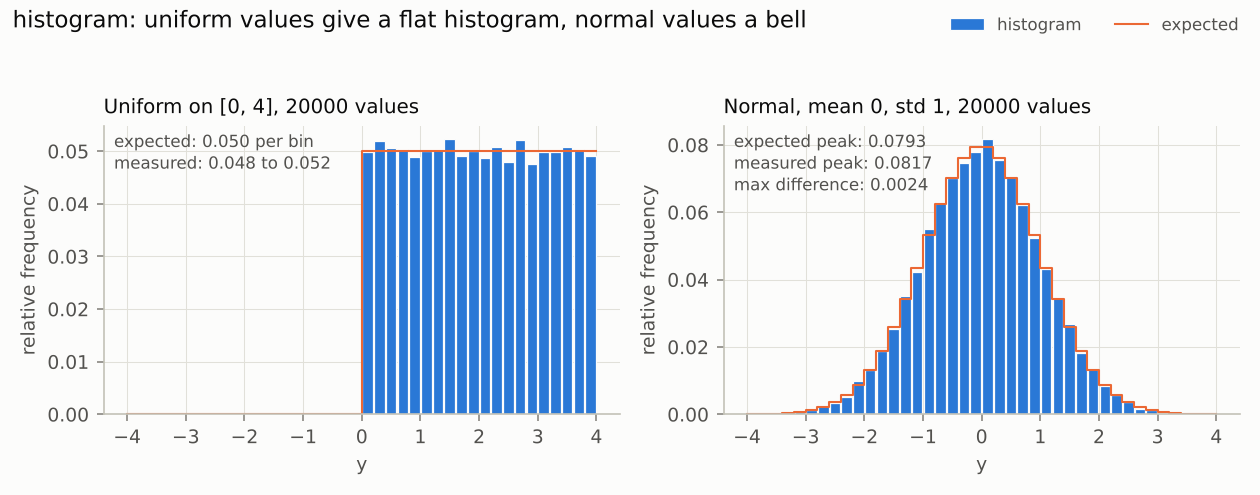 histogram: uniform values give a flat histogram, normal values a bell
histogram
expected
Uniform on [0, 4], 20000 values
expected: 0.050 per bin
measured: 0.048 to 0.052
relative frequency
0.05
0.04
0.03
0.02
0.01
0.00
−4 −3 −2 −1 0 1 2 3 4
y
Normal, mean 0, std 1, 20000 values
expected peak: 0.0793
measured peak: 0.0817
max difference: 0.0024
relative frequency
0.08
0.06
0.04
0.02
0.00
−4 −3 −2 −1 0 1 2 3 4
y